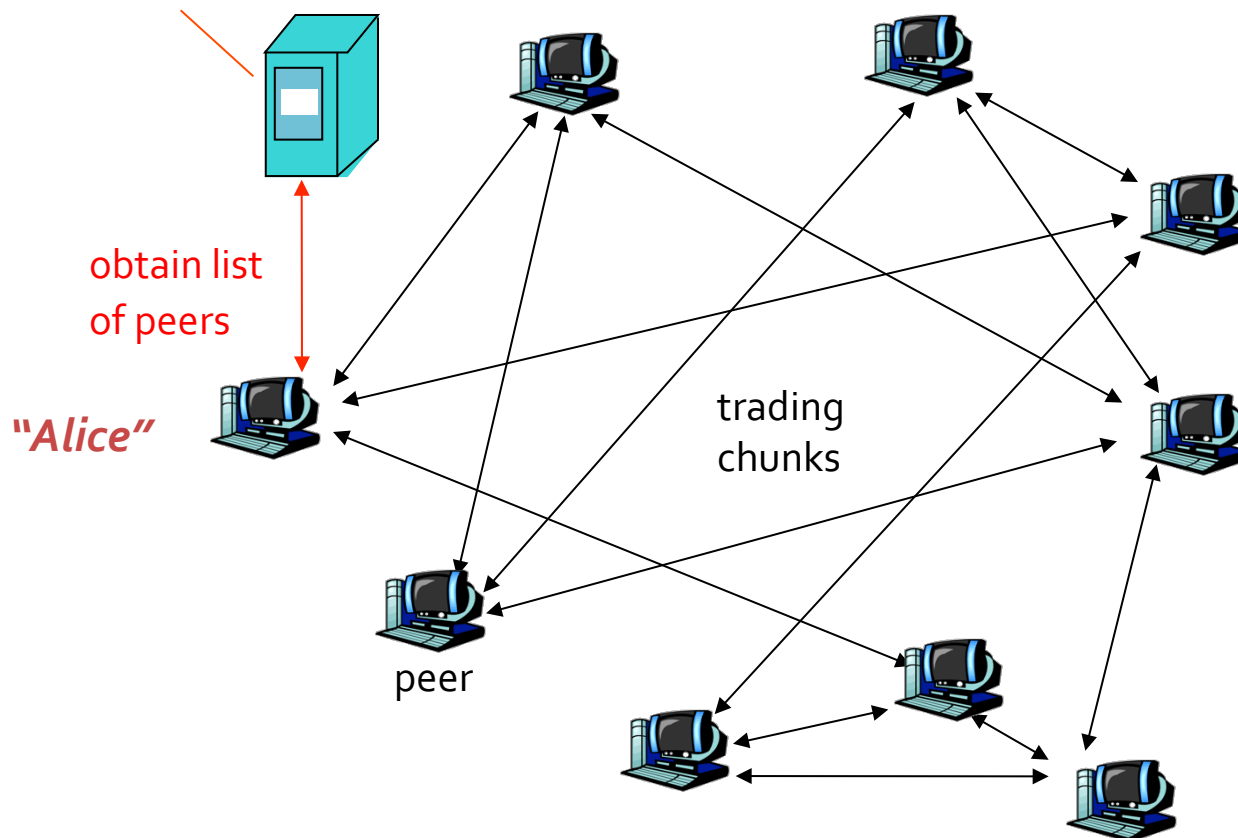 obtain list
of peers
"Alice"
trading
chunks
peer